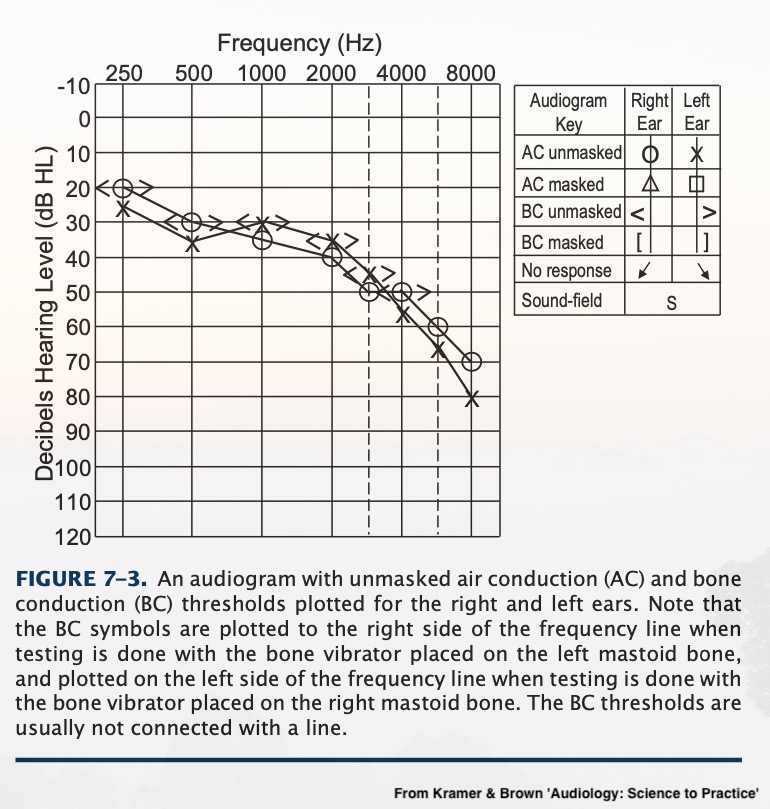 Frequency (Hz)
250 500 1000 2000 4000 8000
Decibels Hearing Level (dB HL)
-10
0
10
20
30
40
50
60
70
80
90
100
110
120
Audiogram Key Right Ear Left Ear
AC unmasked O X
AC masked △ □
BC unmasked < >
BC masked [ ]
No response ↙ ↘
Sound-field S
FIGURE 7–3. An audiogram with unmasked air conduction (AC) and bone
conduction (BC) thresholds plotted for the right and left ears. Note that
the BC symbols are plotted to the right side of the frequency line when
testing is done with the bone vibrator placed on the left mastoid bone,
and plotted on the left side of the frequency line when testing is done with
the bone vibrator placed on the right mastoid bone. The BC thresholds are
usually not connected with a line.
From Kramer & Brown 'Audiology: Science to Practice'